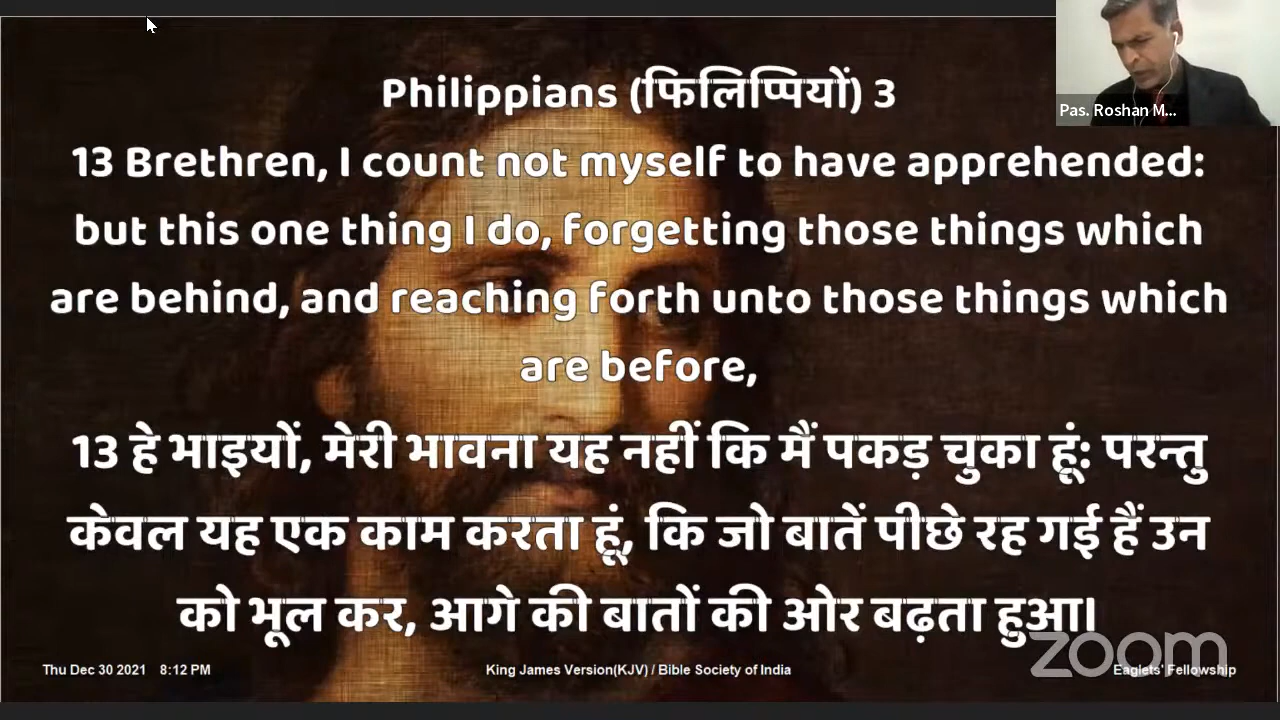 Pas. Roshan M...
Philippians (फिलिप्पियों) 3
13 Brethren, I count not myself to have apprehended:
but this one thing I do, forgetting those things which
are behind, and reaching forth unto those things which
are before,
13 हे भाइयों, मेरी भावना यह नहीं कि मैं पकड़ चुका हूं: परन्तु
केवल यह एक काम करता हूं, कि जो बातें पीछे रह गई हैं उन
को भूल कर, आगे की बातों की ओर बढ़ता हुआ।
zoom
Thu Dec 30 2021 8:12 PM King James Version(KJV) / Bible Society of India Eaglets' Fellowship